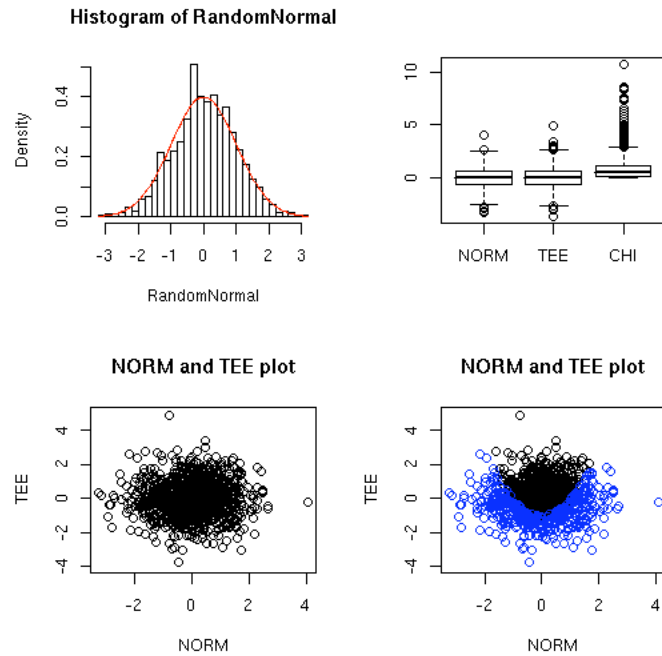 Histogram of RandomNormal
Density
0.0 0.2 0.4
-3 -2 -1 0 1 2 3
RandomNormal
0 5 10
NORM TEE CHI
NORM and TEE plot
TEE
-4 -2 0 2 4
-2 0 2 4
NORM
NORM and TEE plot
TEE
-4 -2 0 2 4
-2 0 2 4
NORM